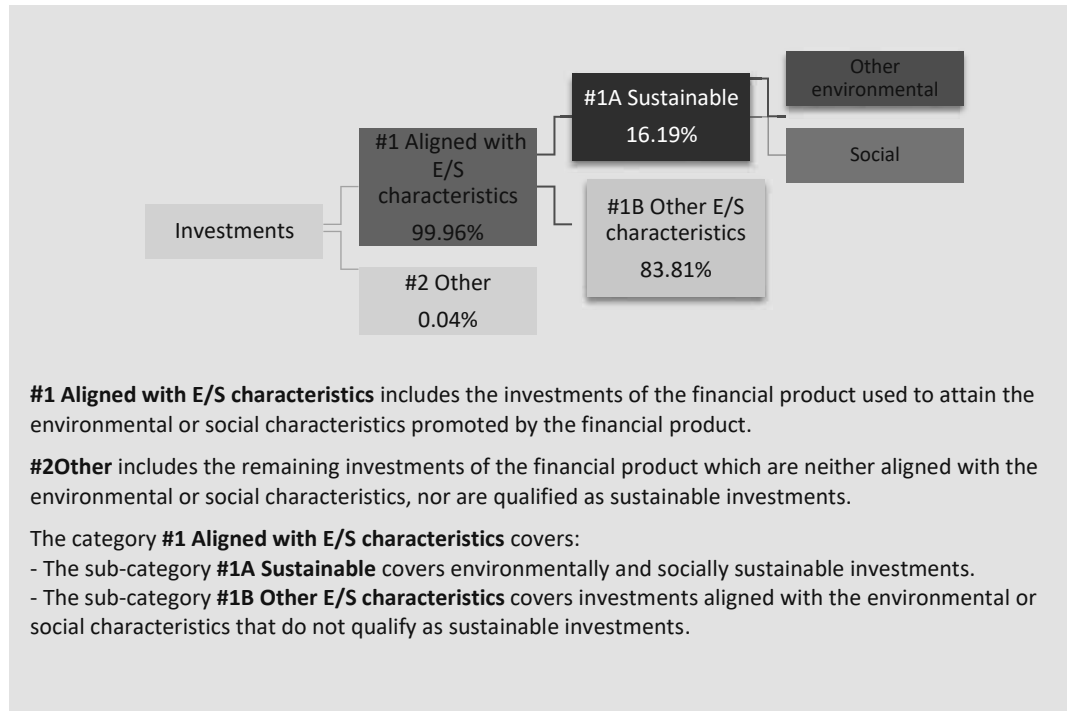 Investments
#1 Aligned with
E/S
characteristics
99.96%
#2 Other
0.04%
#1A Sustainable
16.19%
#1B Other E/S
characteristics
83.81%
Other
environmental
Social
#1 Aligned with E/S characteristics includes the investments of the financial product used to attain the
environmental or social characteristics promoted by the financial product.
#2Other includes the remaining investments of the financial product which are neither aligned with the
environmental or social characteristics, nor are qualified as sustainable investments.
The category #1 Aligned with E/S characteristics covers:
- The sub-category #1A Sustainable covers environmentally and socially sustainable investments.
- The sub-category #1B Other E/S characteristics covers investments aligned with the environmental or
social characteristics that do not qualify as sustainable investments.